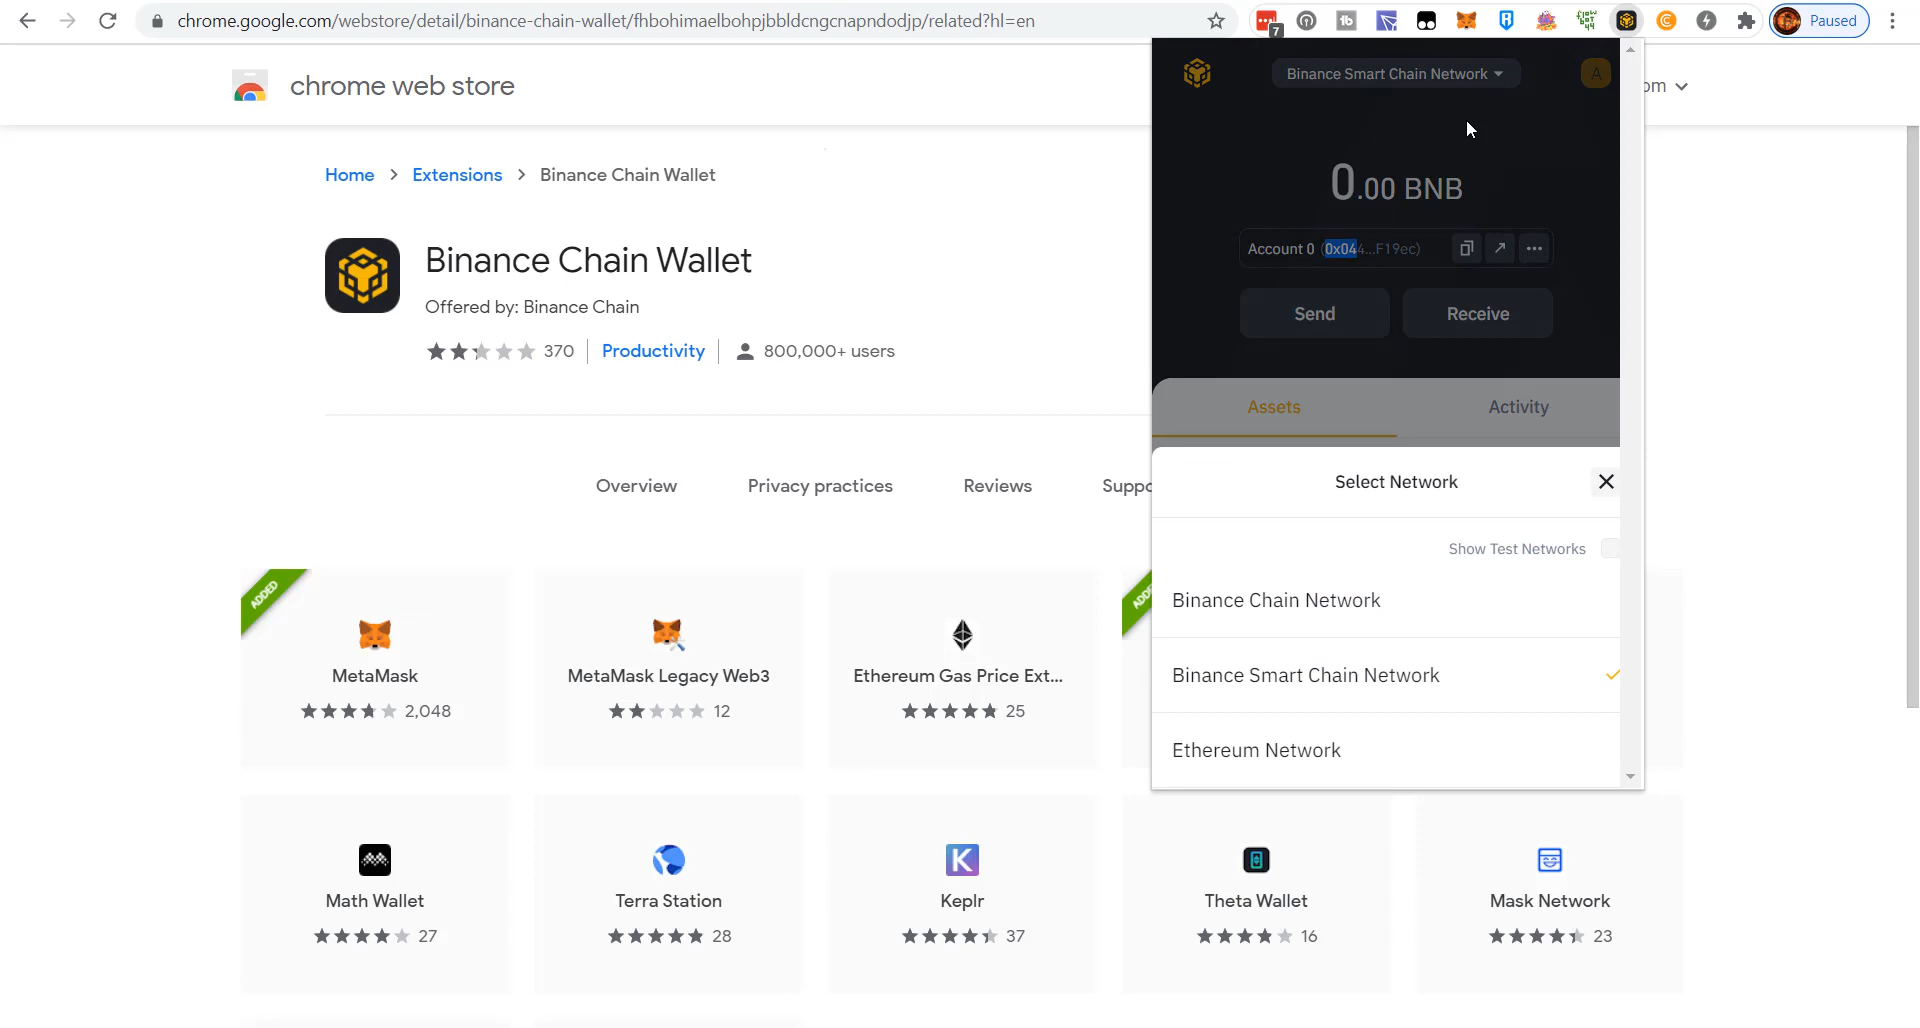 chrome.google.com/webstore/detail/binance-chain-wallet/fhbohimaelbohpjbbldcngcnapndodjp/related?hl=en
7
Paused
chrome web store
Binance Smart Chain Network
A
om
Home > Extensions > Binance Chain Wallet
0.00 BNB
Binance Chain Wallet
Account 0 (0x044...F19ec)
Offered by: Binance Chain
Send
Receive
370
Productivity
800,000+ users
Assets
Activity
Overview
Privacy practices
Reviews
Suppo
Select Network
Show Test Networks
Binance Chain Network
Binance Smart Chain Network
Ethereum Network
ADDED
MetaMask
2,048
MetaMask Legacy Web3
12
Ethereum Gas Price Ext...
25
ADDE
Math Wallet
27
Terra Station
28
K
Keplr
37
Theta Wallet
16
Mask Network
23